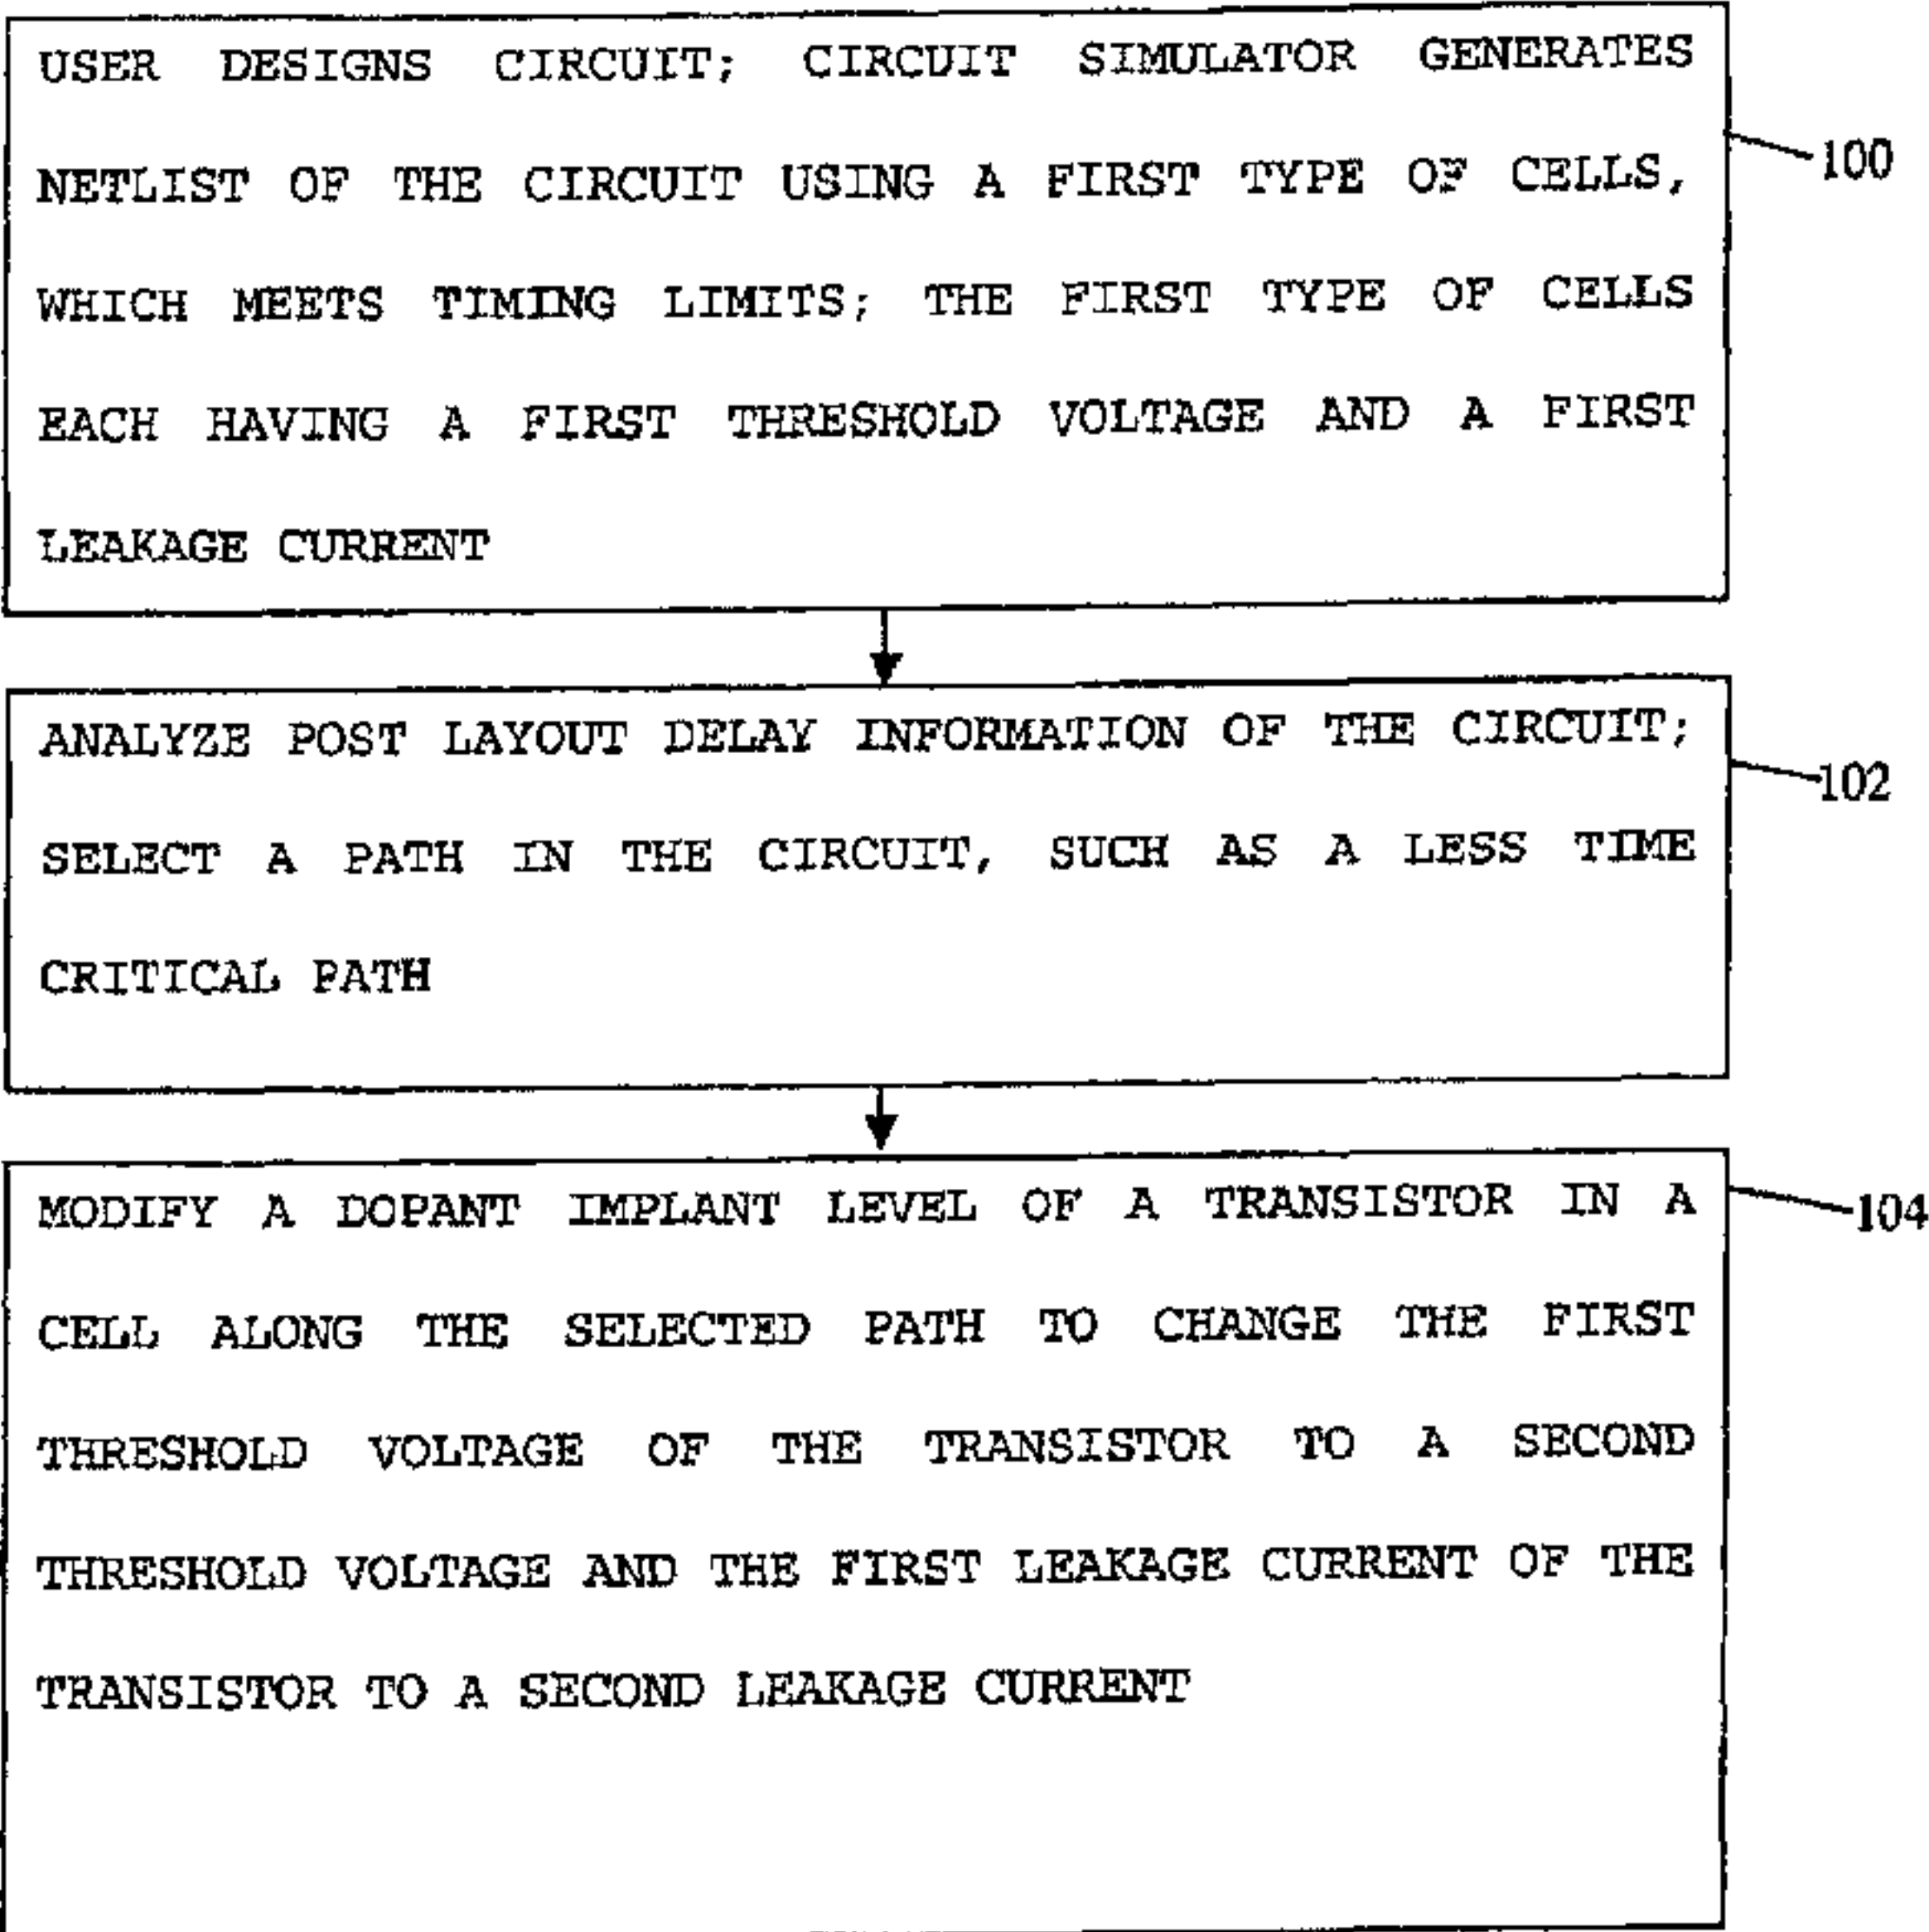 USER DESIGNS CIRCUIT; CIRCUIT SIMULATOR GENERATES
NETLIST OF THE CIRCUIT USING A FIRST TYPE OF CELLS,
WHICH MEETS TIMING LIMITS; THE FIRST TYPE OF CELLS
EACH HAVING A FIRST THRESHOLD VOLTAGE AND A FIRST
LEAKAGE CURRENT
100
ANALYZE POST LAYOUT DELAY INFORMATION OF THE CIRCUIT;
SELECT A PATH IN THE CIRCUIT, SUCH AS A LESS TIME
CRITICAL PATH
102
MODIFY A DOPANT IMPLANT LEVEL OF A TRANSISTOR IN A
CELL ALONG THE SELECTED PATH TO CHANGE THE FIRST
THRESHOLD VOLTAGE OF THE TRANSISTOR TO A SECOND
THRESHOLD VOLTAGE AND THE FIRST LEAKAGE CURRENT OF THE
TRANSISTOR TO A SECOND LEAKAGE CURRENT
104